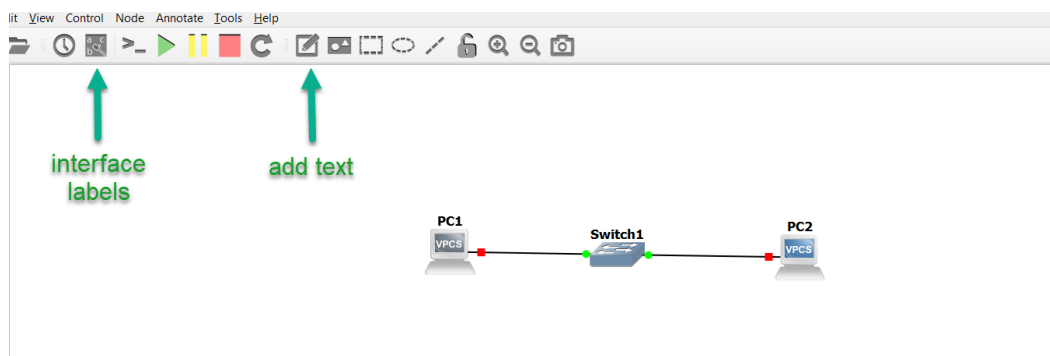 lit View Control Node Annotate Tools Help
interface
labels
add text
PC1
VPCS
Switch1
PC2
VPCS